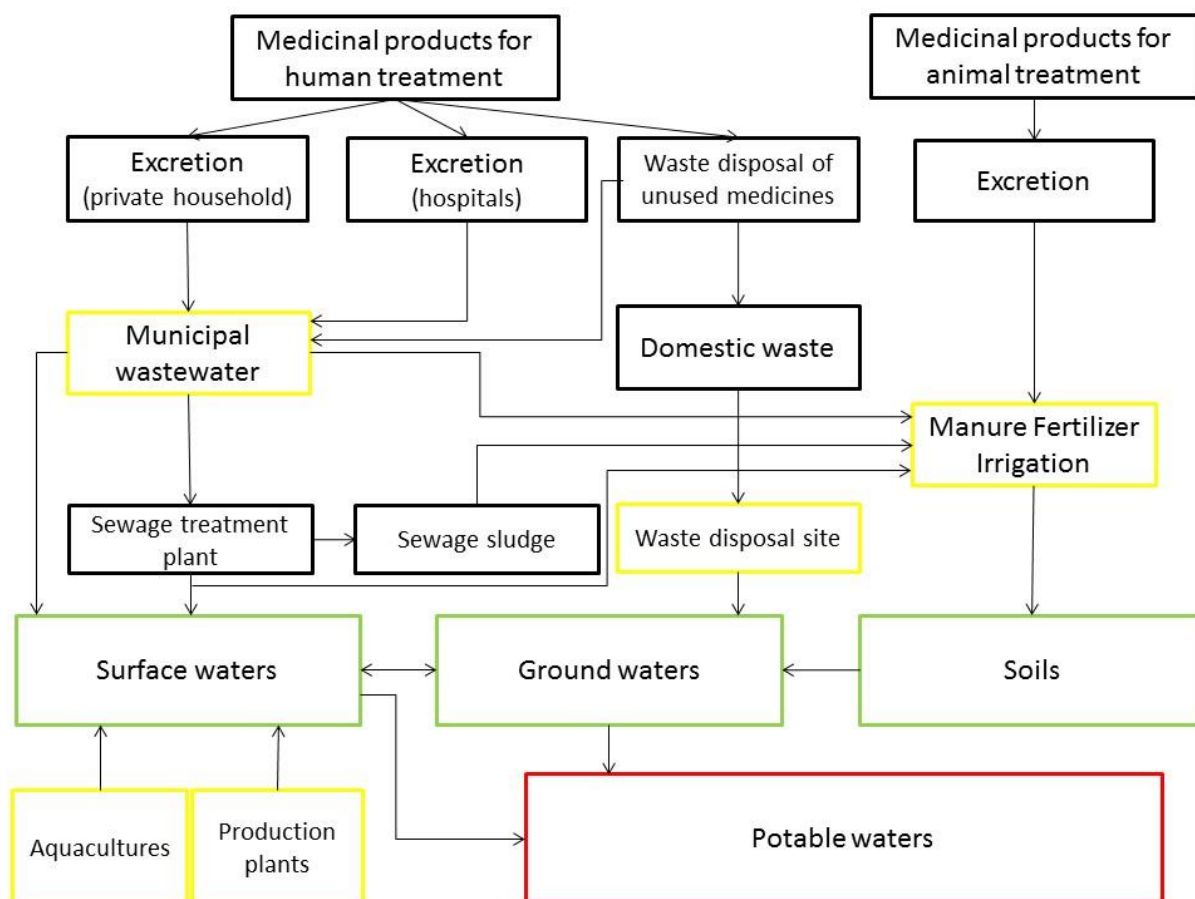 Medicinal products for
human treatment
Medicinal products for
animal treatment
Excretion
(private household)
Excretion
(hospitals)
Waste disposal of
unused medicines
Excretion
Municipal
wastewater
Domestic waste
Manure Fertilizer
Irrigation
Sewage treatment
plant
Sewage sludge
Waste disposal site
Surface waters
Ground waters
Soils
Aquacultures
Production
plants
Potable waters